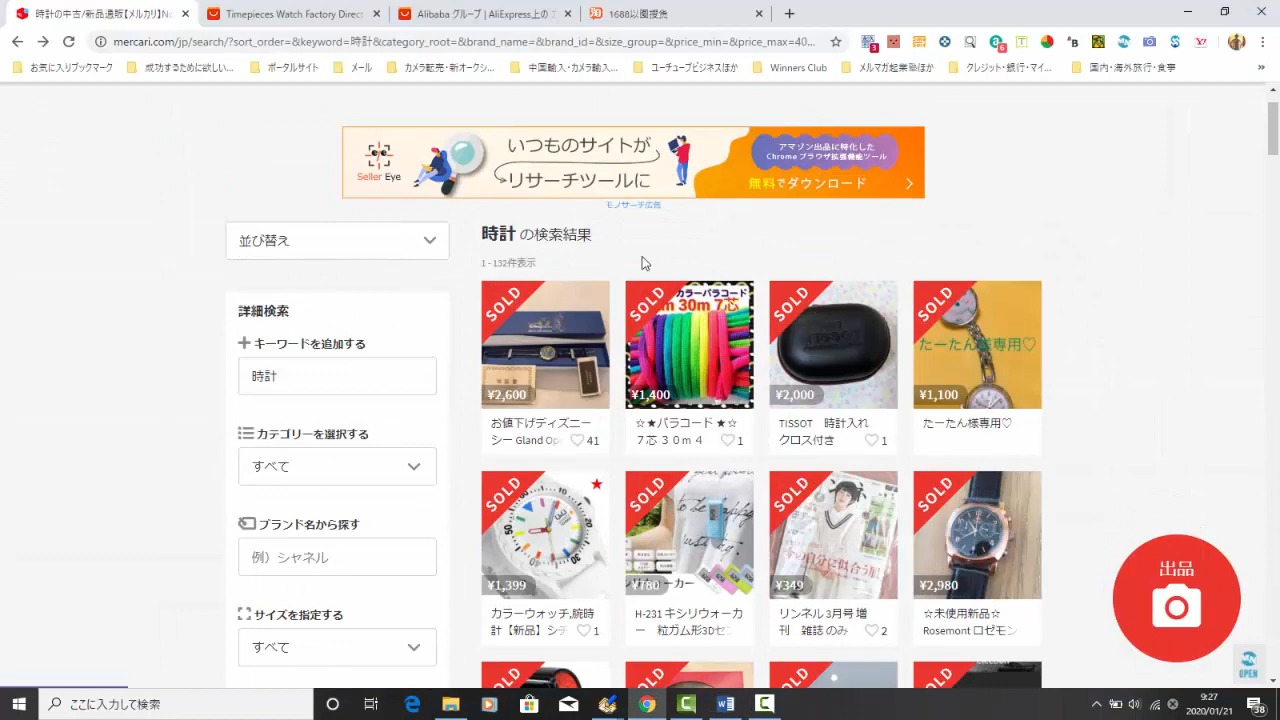 時計の中古/新品通販【メルカリ】No
Timepieces Watch Factory Direct
Alibaba グループ | AliExpress上の
1688以図捜魚
mercari.com/jp/search/?sort_order=&keyword=時計&category_root=&brand_name=&brand_id=&size_group=&price_min=&price_max=40...
お気に入りブックマーク
成功するために欲しい...
ポータルサイト
メール
カメラ転売・新オークシ...
中国輸入・カメラ輸入...
ユーチューブビジネスほか
Winners Club
メルマガ起業塾ほか
クレジット・銀行・マイ...
国内・海外旅行・食事
»
Seller Eye
いつものサイトが
リサーチツールに
アマゾン出品に特化した
Chrome ブラウザ拡張機能ツール
無料でダウンロード
モノサーチ広告
並び替え
時計 の検索結果
1 - 132件表示
詳細検索
キーワードを追加する
時計
カテゴリーを選択する
すべて
ブランド名から探す
例）シャネル
サイズを指定する
すべて
SOLD
¥2,600
お値下げディズニー
シー Gland Op
41
SOLD
カラーパラコード
30m 7芯
¥1,400
☆★パラコード ★☆
７芯 ３０ｍ ４
1
SOLD
¥2,000
TISSOT 時計入れ
クロス付き
1
SOLD
たーたん様専用♡
¥1,100
たーたん様専用♡
SOLD
¥1,399
カラーウォッチ,腕時
計【新品】シ
1
SOLD
¥780
H-231 キシリウォーカ
ー 粒ガム形3Dセ
SOLD
¥349
リンネル 3月号 増
刊 雑誌 のみ
2
SOLD
¥2,980
☆未使用新品☆
Rosemont ロゼモン
SOLD
SOLD
SOLD
SOLD
出品
OPEN
ここに入力して検索
9:27
2020/01/21
38